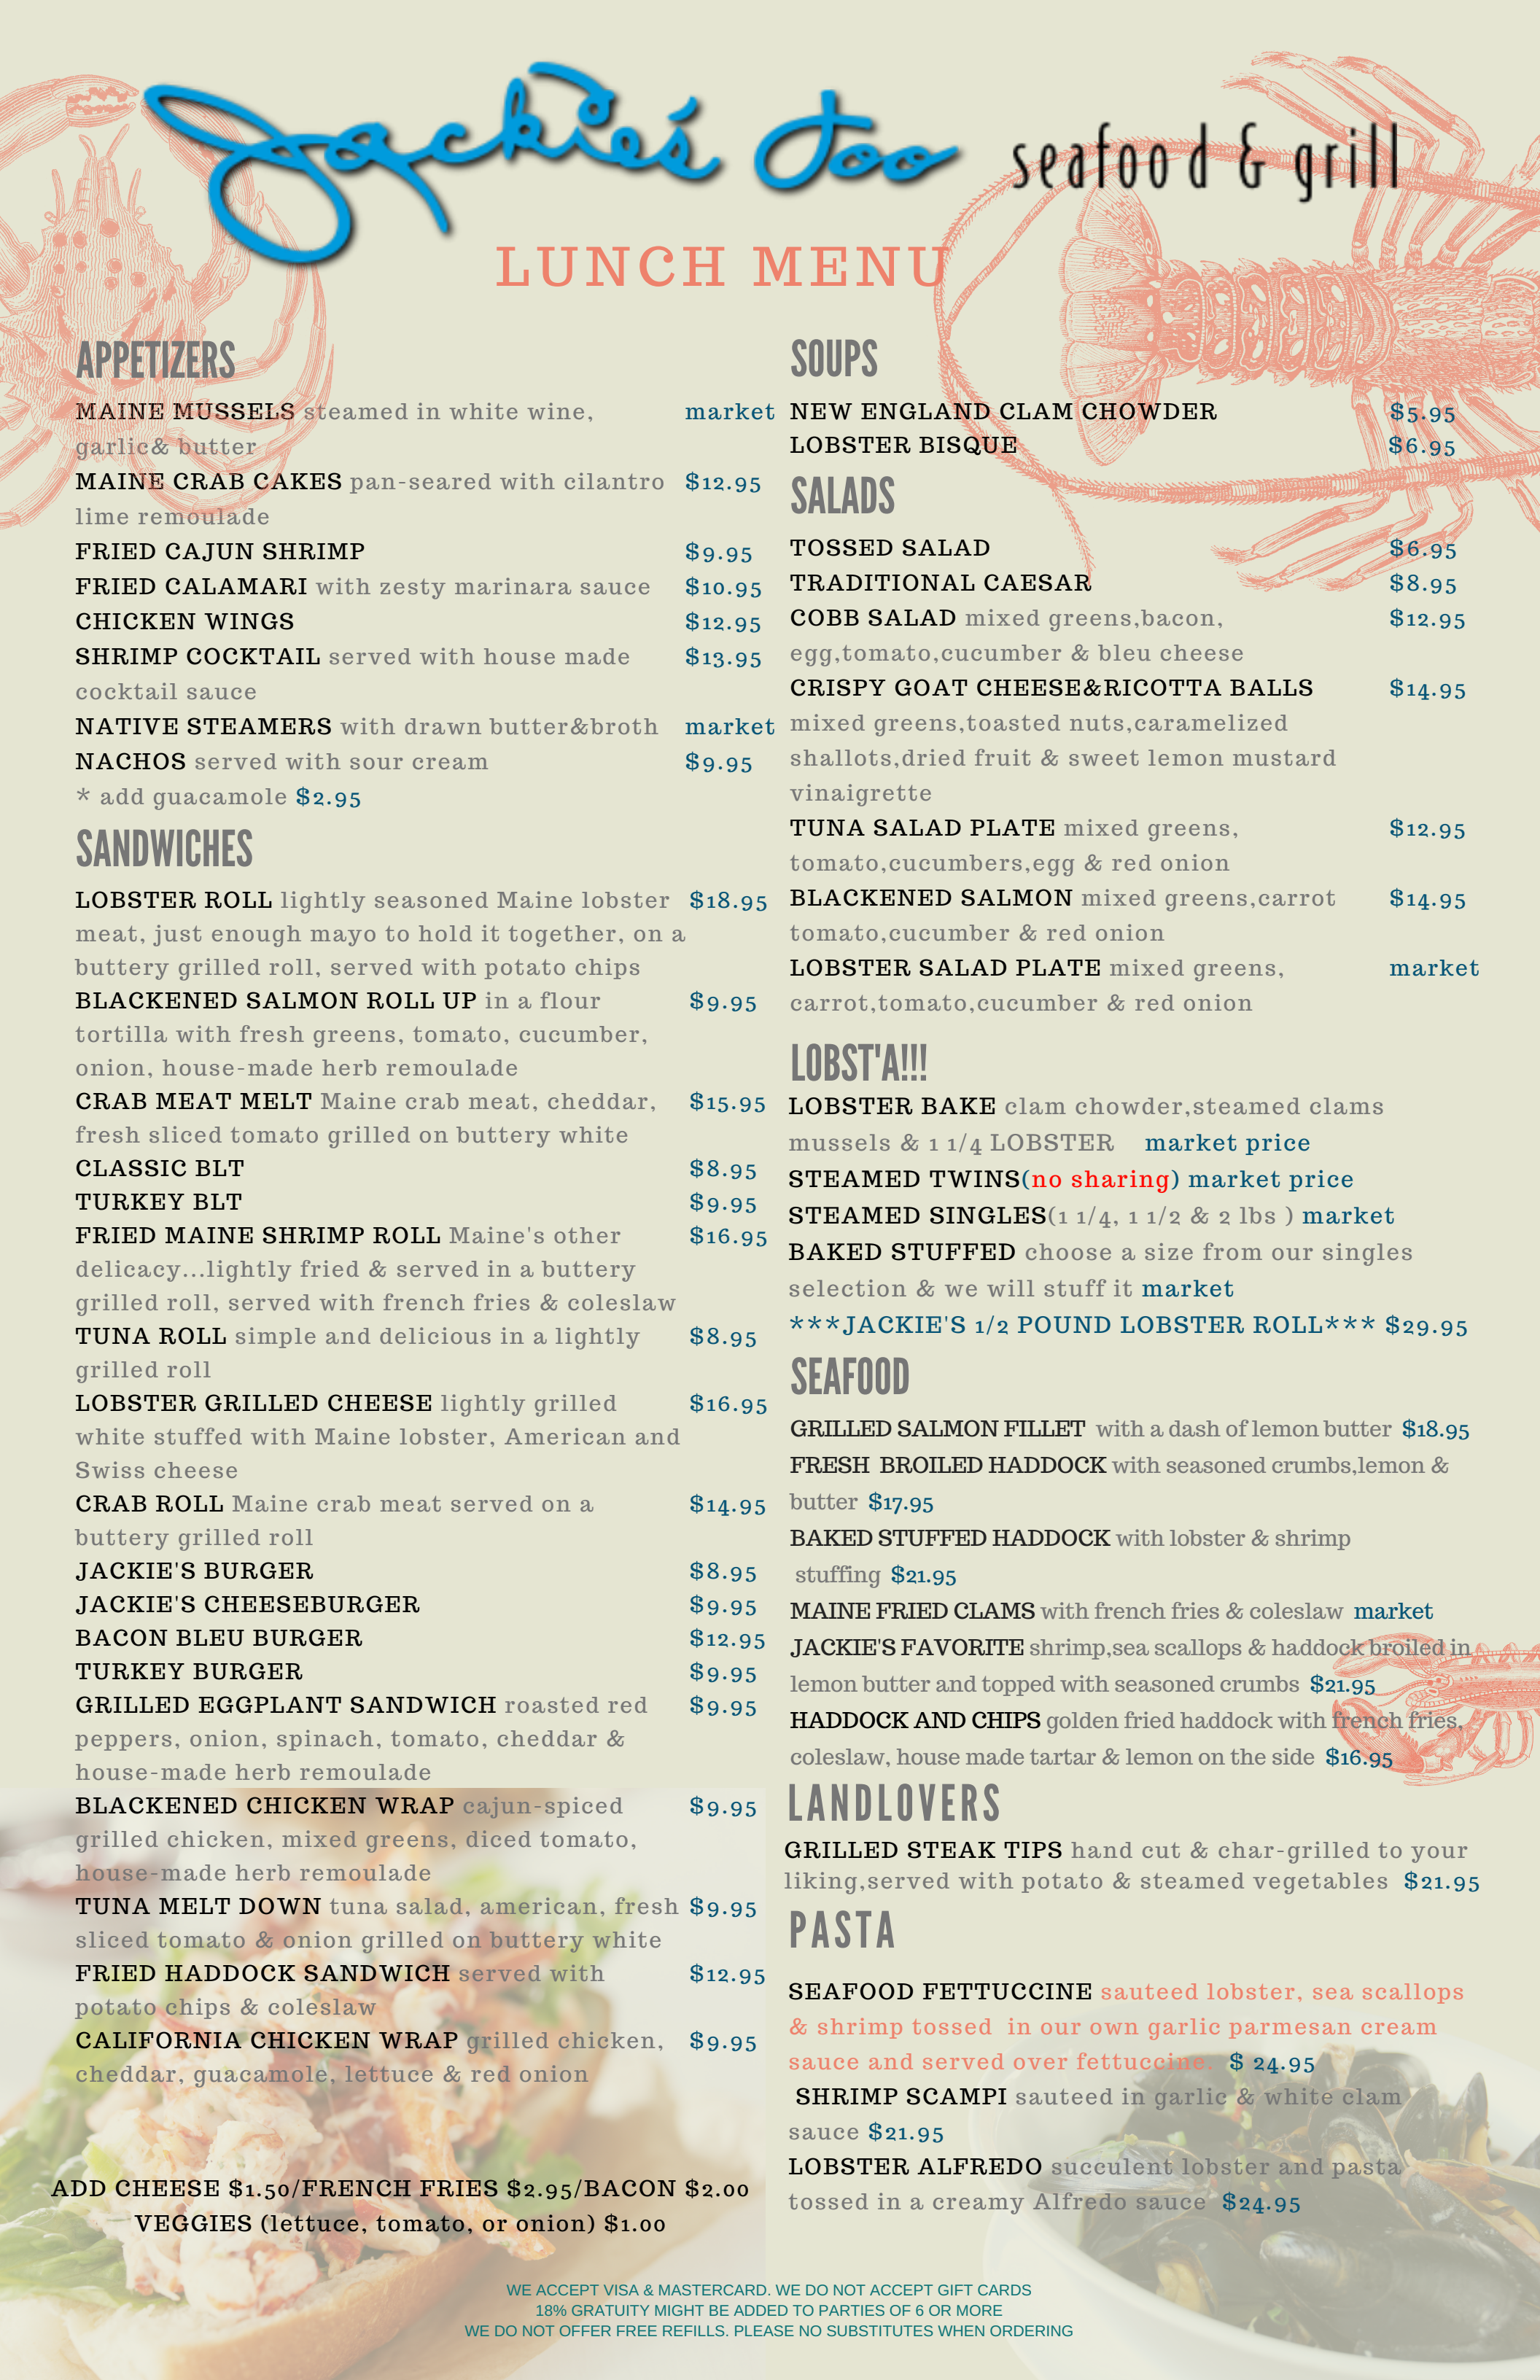 Jackie's Too seafood & grill
LUNCH MENU
APPETIZERS
MAINE MUSSELS steamed in white wine, market
garlic& butter
MAINE CRAB CAKES pan-seared with cilantro $12.95
lime remoulade
FRIED CAJUN SHRIMP $9.95
FRIED CALAMARI with zesty marinara sauce $10.95
CHICKEN WINGS $12.95
SHRIMP COCKTAIL served with house made $13.95
cocktail sauce
NATIVE STEAMERS with drawn butter&broth market
NACHOS served with sour cream $9.95
* add guacamole $2.95
SANDWICHES
LOBSTER ROLL lightly seasoned Maine lobster $18.95
meat, just enough mayo to hold it together, on a
buttery grilled roll, served with potato chips
BLACKENED SALMON ROLL UP in a flour $9.95
tortilla with fresh greens, tomato, cucumber,
onion, house-made herb remoulade
CRAB MEAT MELT Maine crab meat, cheddar, $15.95
fresh sliced tomato grilled on buttery white
CLASSIC BLT $8.95
TURKEY BLT $9.95
FRIED MAINE SHRIMP ROLL Maine's other $16.95
delicacy...lightly fried & served in a buttery
grilled roll, served with french fries & coleslaw
TUNA ROLL simple and delicious in a lightly $8.95
grilled roll
LOBSTER GRILLED CHEESE lightly grilled $16.95
white stuffed with Maine lobster, American and
Swiss cheese
CRAB ROLL Maine crab meat served on a $14.95
buttery grilled roll
JACKIE'S BURGER $8.95
JACKIE'S CHEESEBURGER $9.95
BACON BLEU BURGER $12.95
TURKEY BURGER $9.95
GRILLED EGGPLANT SANDWICH roasted red $9.95
peppers, onion, spinach, tomato, cheddar &
house-made herb remoulade
BLACKENED CHICKEN WRAP cajun-spiced $9.95
grilled chicken, mixed greens, diced tomato,
house-made herb remoulade
TUNA MELT DOWN tuna salad, american, fresh $9.95
sliced tomato & onion grilled on buttery white
FRIED HADDOCK SANDWICH served with $12.95
potato chips & coleslaw
CALIFORNIA CHICKEN WRAP grilled chicken, $9.95
cheddar, guacamole, lettuce & red onion
ADD CHEESE $1.50/FRENCH FRIES $2.95/BACON $2.00
VEGGIES (lettuce, tomato, or onion) $1.00
SOUPS
NEW ENGLAND CLAM CHOWDER $5.95
LOBSTER BISQUE $6.95
SALADS
TOSSED SALAD $6.95
TRADITIONAL CAESAR $8.95
COBB SALAD mixed greens,bacon, $12.95
egg,tomato,cucumber & bleu cheese
CRISPY GOAT CHEESE&RICOTTA BALLS $14.95
mixed greens,toasted nuts,caramelized
shallots,dried fruit & sweet lemon mustard
vinaigrette
TUNA SALAD PLATE mixed greens, $12.95
tomato,cucumbers,egg & red onion
BLACKENED SALMON mixed greens,carrot $14.95
tomato,cucumber & red onion
LOBSTER SALAD PLATE mixed greens, market
carrot,tomato,cucumber & red onion
LOBST'A!!!
LOBSTER BAKE clam chowder,steamed clams
mussels & 1 1/4 LOBSTER market price
STEAMED TWINS(no sharing) market price
STEAMED SINGLES(1 1/4, 1 1/2 & 2 lbs ) market
BAKED STUFFED choose a size from our singles
selection & we will stuff it market
***JACKIE'S 1/2 POUND LOBSTER ROLL*** $29.95
SEAFOOD
GRILLED SALMON FILLET with a dash of lemon butter $18.95
FRESH BROILED HADDOCK with seasoned crumbs,lemon &
butter $17.95
BAKED STUFFED HADDOCK with lobster & shrimp
stuffing $21.95
MAINE FRIED CLAMS with french fries & coleslaw market
JACKIE'S FAVORITE shrimp,sea scallops & haddock broiled in
lemon butter and topped with seasoned crumbs $21.95
HADDOCK AND CHIPS golden fried haddock with french fries,
coleslaw, house made tartar & lemon on the side $16.95
LANDLOVERS
GRILLED STEAK TIPS hand cut & char-grilled to your
liking,served with potato & steamed vegetables $21.95
PASTA
SEAFOOD FETTUCCINE sauteed lobster, sea scallops
& shrimp tossed in our own garlic parmesan cream
sauce and served over fettuccine. $ 24.95
SHRIMP SCAMPI sauteed in garlic & white clam
sauce $21.95
LOBSTER ALFREDO succulent lobster and pasta
tossed in a creamy Alfredo sauce $24.95
WE ACCEPT VISA & MASTERCARD. WE DO NOT ACCEPT GIFT CARDS
18% GRATUITY MIGHT BE ADDED TO PARTIES OF 6 OR MORE
WE DO NOT OFFER FREE REFILLS. PLEASE NO SUBSTITUTES WHEN ORDERING